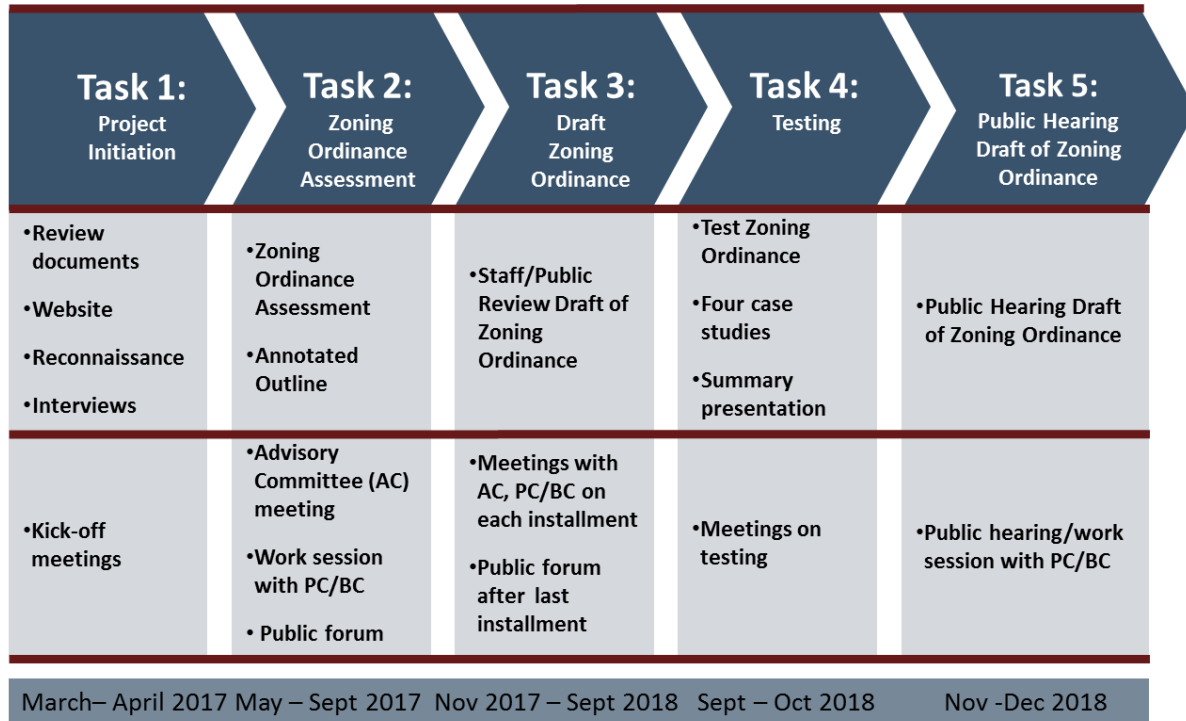 Task 1:
Project
Initiation
Task 2:
Zoning
Ordinance
Assessment
Task 3:
Draft
Zoning
Ordinance
Task 4:
Testing
Task 5:
Public Hearing
Draft of Zoning
Ordinance
•Review
documents
•Website
•Reconnaissance
•Interviews
•Zoning
Ordinance
Assessment
•Annotated
Outline
•Staff/Public
Review Draft of
Zoning
Ordinance
•Test Zoning
Ordinance
•Four case
studies
•Summary
presentation
•Public Hearing Draft
of Zoning Ordinance
•Kick-off
meetings
•Advisory
Committee (AC)
meeting
•Work session
with PC/BC
• Public forum
•Meetings with
AC, PC/BC on
each installment
•Public forum
after last
installment
•Meetings on
testing
•Public hearing/work
session with PC/BC
March– April 2017
May – Sept 2017
Nov 2017 – Sept 2018
Sept – Oct 2018
Nov -Dec 2018